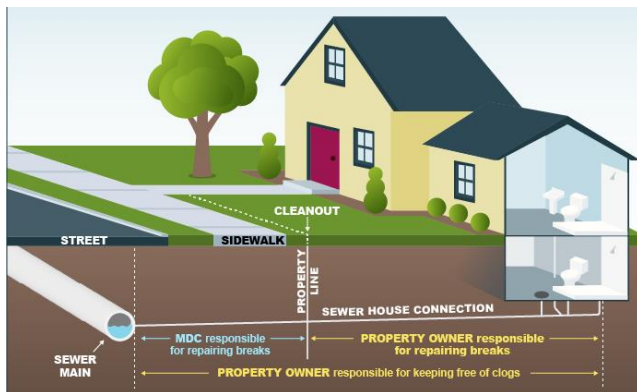 CLEANOUT
STREET
SIDEWALK
PROPERTY
LINE
SEWER HOUSE CONNECTION
SEWER
MAIN
MDC responsible
for repairing breaks
PROPERTY OWNER responsible
for repairing breaks
PROPERTY OWNER responsible for keeping free of clogs